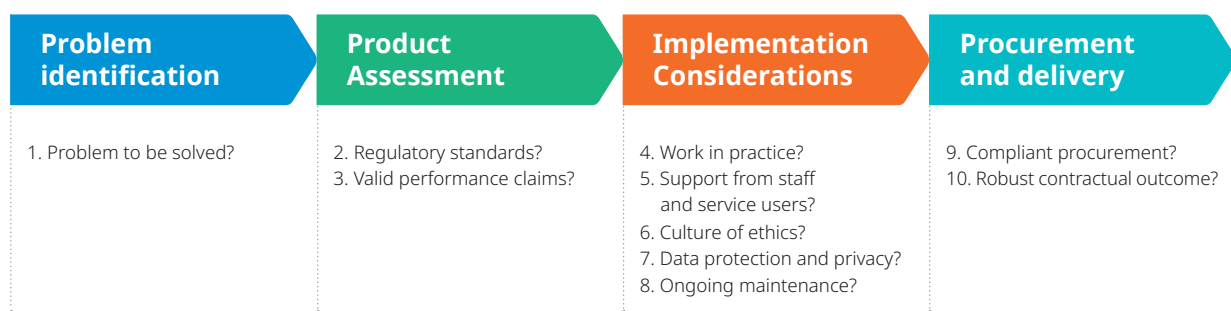 Problem
identification
1. Problem to be solved?
Product
Assessment
2. Regulatory standards?
3. Valid performance claims?
Implementation
Considerations
4. Work in practice?
5. Support from staff
and service users?
6. Culture of ethics?
7. Data protection and privacy?
8. Ongoing maintenance?
Procurement
and delivery
9. Compliant procurement?
10. Robust contractual outcome?